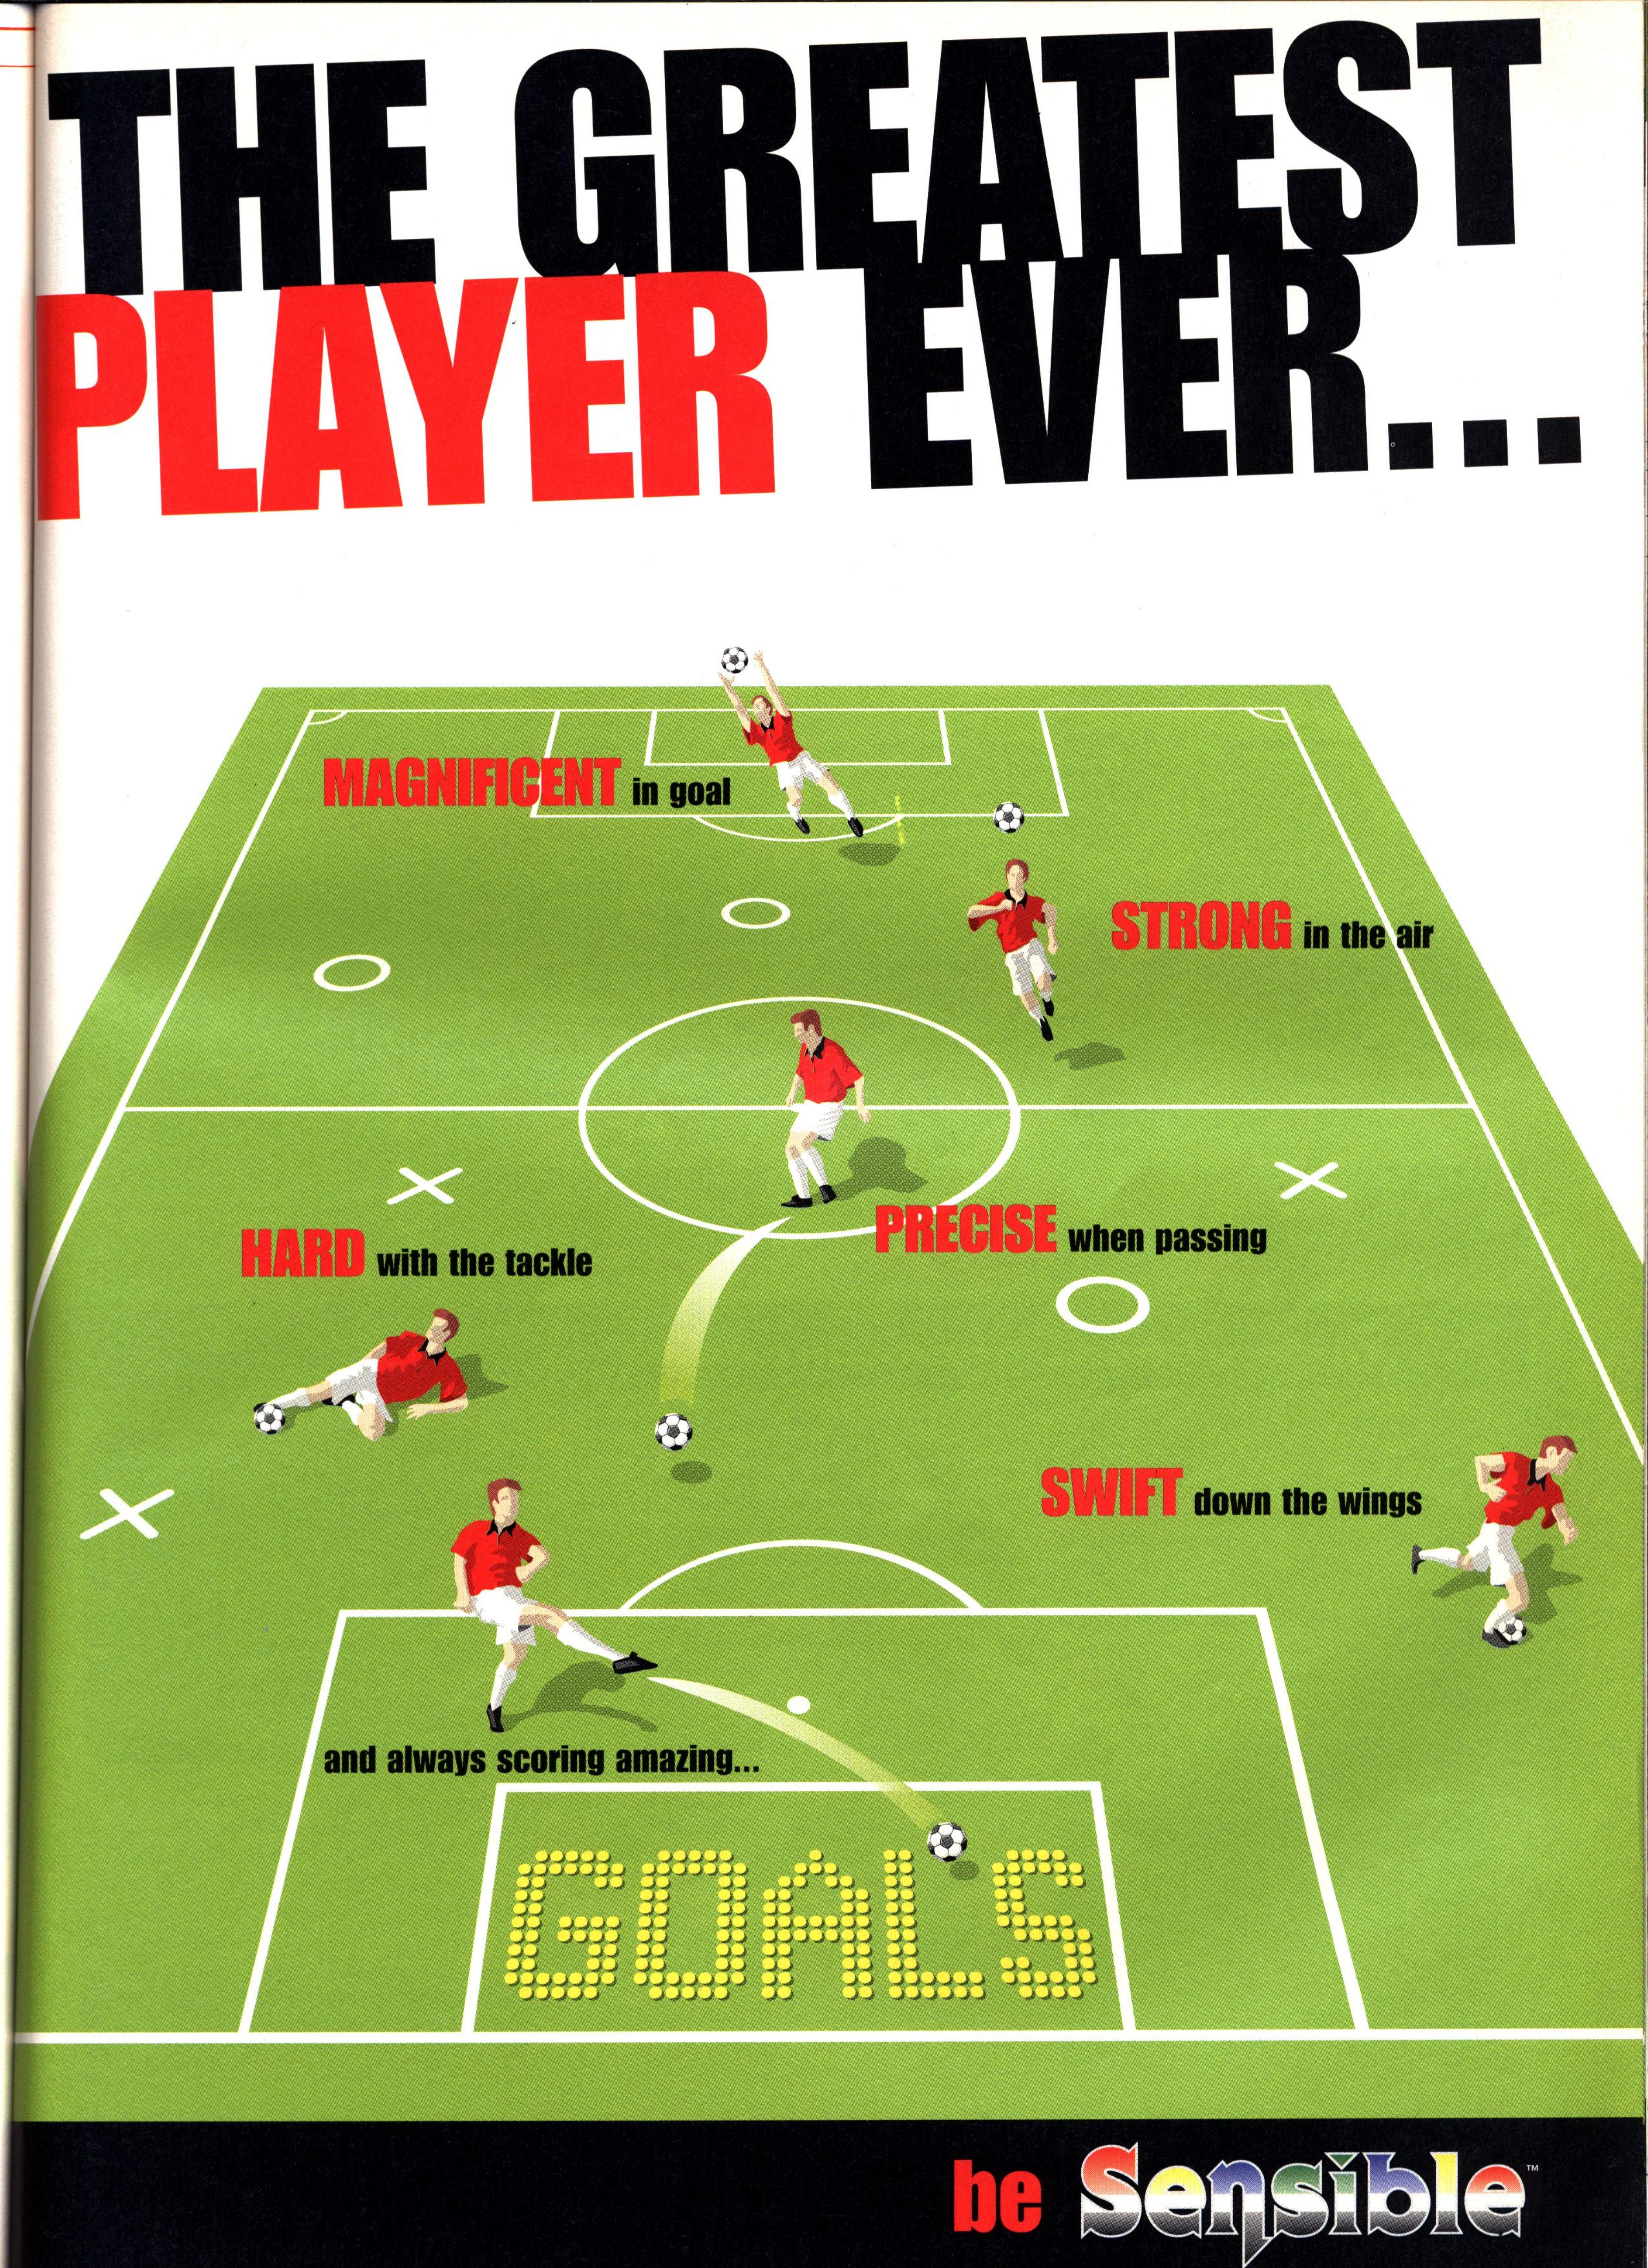 THE GREATEST
PLAYER EVER...
MAGNIFICENT in goal
STRONG in the air
PRECISE when passing
HARD with the tackle
SWIFT down the wings
and always scoring amazing...
GOALS
be Sensible™